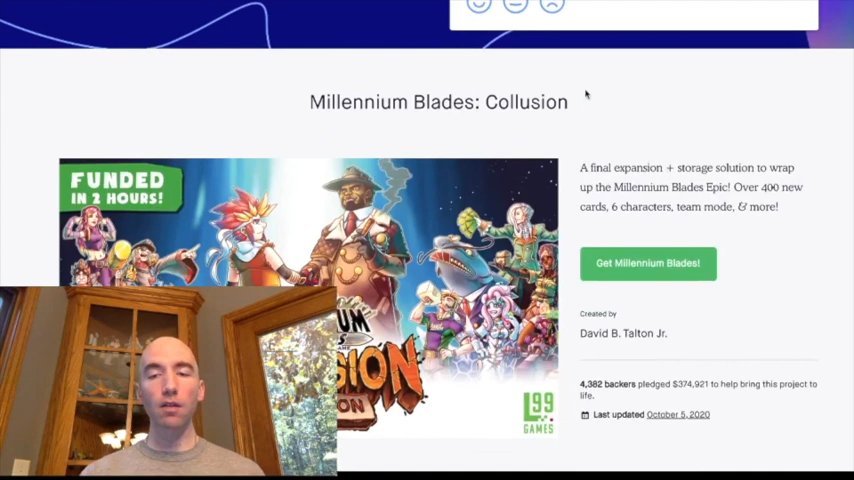 Millennium Blades: Collusion
FUNDED
IN 2 HOURS!
A final expansion + storage solution to wrap
up the Millennium Blades Epic! Over 400 new
cards, 6 characters, team mode, & more!
Get Millennium Blades!
Created by
David B. Talton Jr.
4,382 backers pledged $374,921 to help bring this project to
life.
Last updated October 5, 2020
L99
GAMES